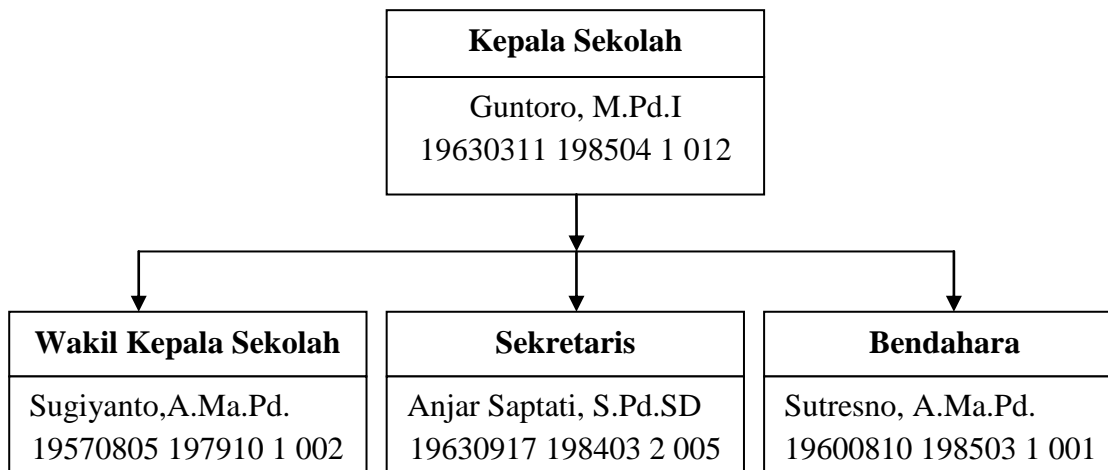 Kepala Sekolah
Guntoro, M.Pd.I
19630311 198504 1 012
Wakil Kepala Sekolah
Sugiyanto,A.Ma.Pd.
19570805 197910 1 002
Sekretaris
Anjar Saptati, S.Pd.SD
19630917 198403 2 005
Bendahara
Sutresno, A.Ma.Pd.
19600810 198503 1 001